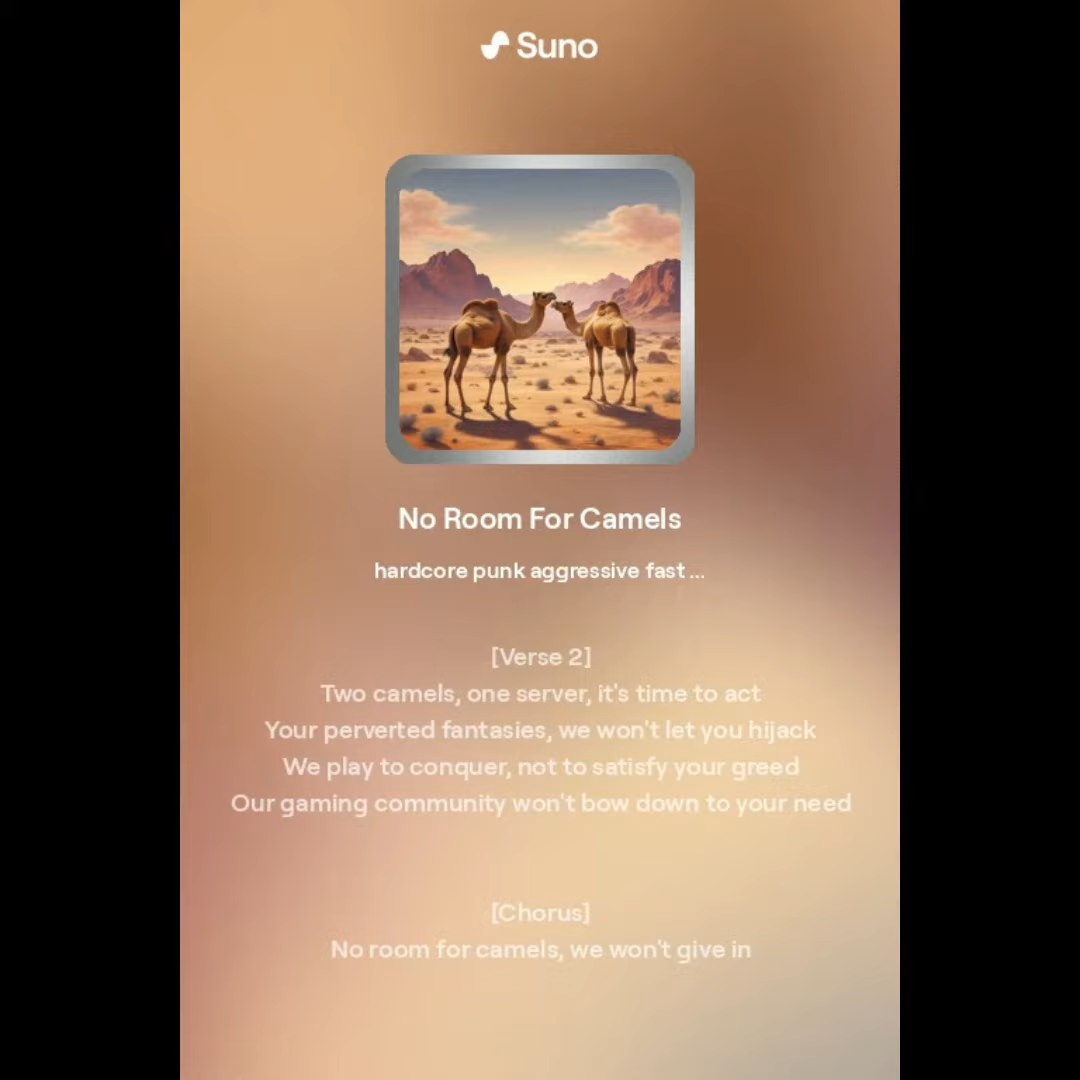 Suno
No Room For Camels
hardcore punk aggressive fast ...
[Verse 2]
Two camels, one server, it's time to act
Your perverted fantasies, we won't let you hijack
We play to conquer, not to satisfy your greed
Our gaming community won't bow down to your need
[Chorus]
No room for camels, we won't give in